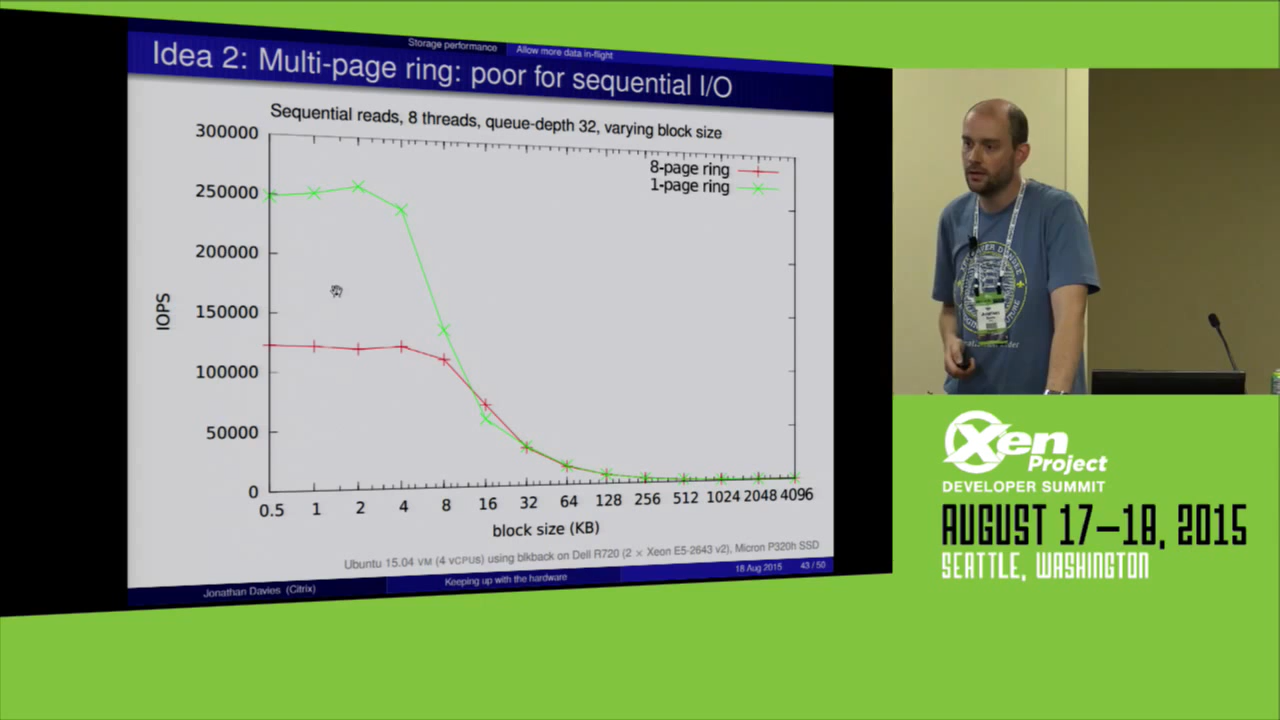 Storage performance
Allow more data in-flight
Idea 2: Multi-page ring: poor for sequential I/O
Sequential reads, 8 threads, queue-depth 32, varying block size
8-page ring
1-page ring
300000
250000
200000
150000
100000
50000
0
IOPS
0.5 1 2 4 8 16 32 64 128 256 512 1024 2048 4096
block size (KB)
Ubuntu 15.04 VM (4 vCPUs) using blkback on Dell R720 (2 × Xeon E5-2643 v2), Micron P320h SSD
Jonathan Davies (Citrix)
Keeping up with the hardware
18 Aug 2015
43 / 50
Xen
Project
DEVELOPER SUMMIT
AUGUST 17–18, 2015
SEATTLE, WASHINGTON